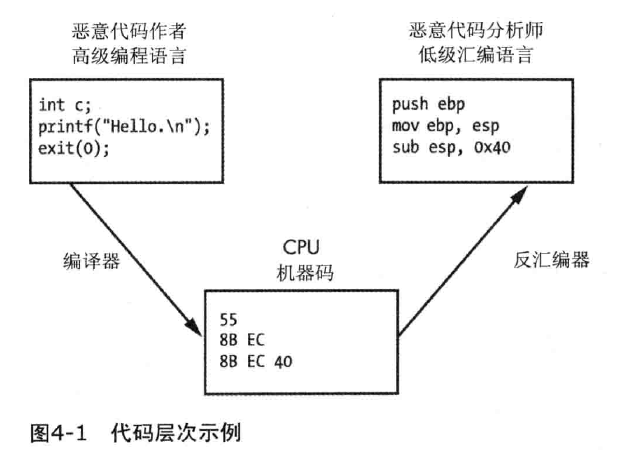 恶意代码作者
高级编程语言
int c;
printf("Hello.\n");
exit(0);
恶意代码分析师
低级汇编语言
push ebp
mov ebp, esp
sub esp, 0x40
编译器
CPU
机器码
反汇编器
55
8B EC
8B EC 40
图4-1 代码层次示例